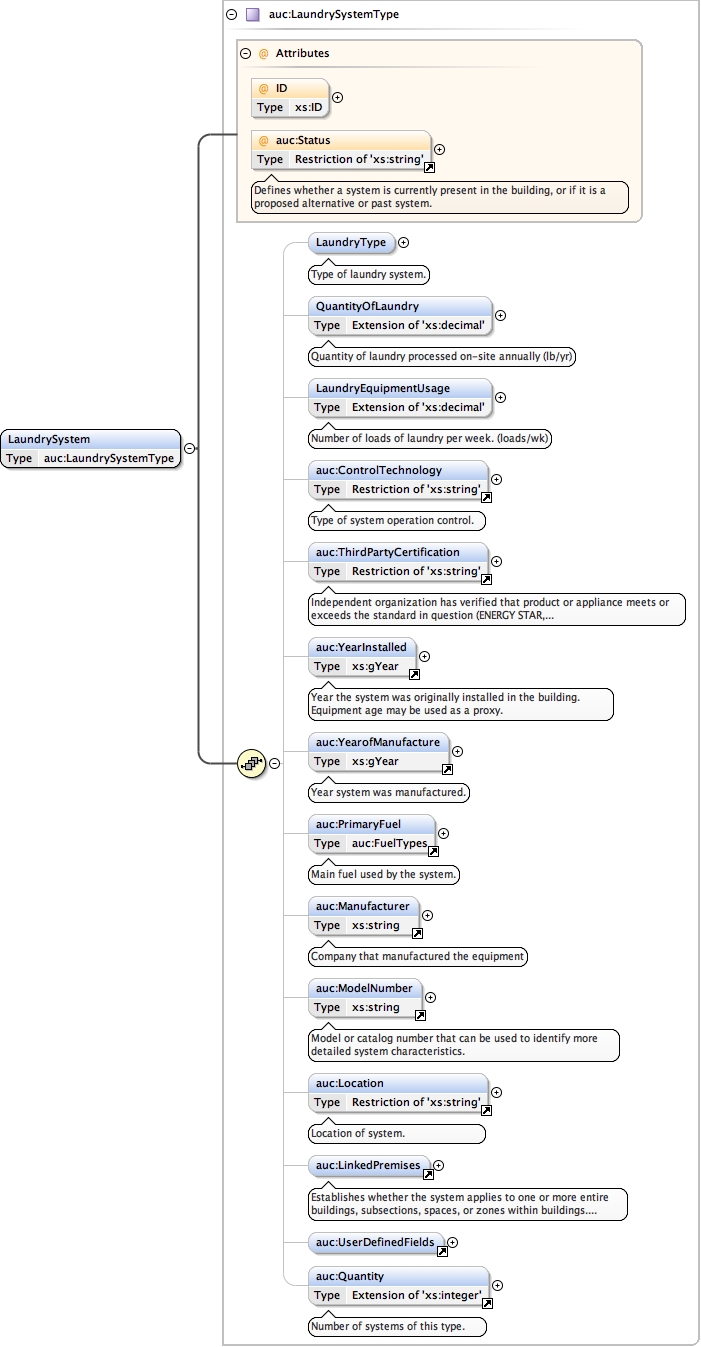 auc:LaundrySystemType
@ Attributes
@ ID
Type xs:ID
@ auc:Status
Type Restriction of 'xs:string'
Defines whether a system is currently present in the building, or if it is a
proposed alternative or past system.
LaundryType
Type of laundry system.
QuantityOfLaundry
Type Extension of 'xs:decimal'
Quantity of laundry processed on-site annually (lb/yr)
LaundryEquipmentUsage
Type Extension of 'xs:decimal'
Number of loads of laundry per week. (loads/wk)
LaundrySystem
Type auc:LaundrySystemType
auc:ControlTechnology
Type Restriction of 'xs:string'
Type of system operation control.
auc:ThirdPartyCertification
Type Restriction of 'xs:string'
Independent organization has verified that product or appliance meets or
exceeds the standard in question (ENERGY STAR,...
auc:YearInstalled
Type xs:gYear
Year the system was originally installed in the building.
Equipment age may be used as a proxy.
auc:YearofManufacture
Type xs:gYear
Year system was manufactured.
auc:PrimaryFuel
Type auc:FuelTypes
Main fuel used by the system.
auc:Manufacturer
Type xs:string
Company that manufactured the equipment
auc:ModelNumber
Type xs:string
Model or catalog number that can be used to identify more
detailed system characteristics.
auc:Location
Type Restriction of 'xs:string'
Location of system.
auc:LinkedPremises
Establishes whether the system applies to one or more entire
buildings, subsections, spaces, or zones within buildings....
auc:UserDefinedFields
auc:Quantity
Type Extension of 'xs:integer'
Number of systems of this type.